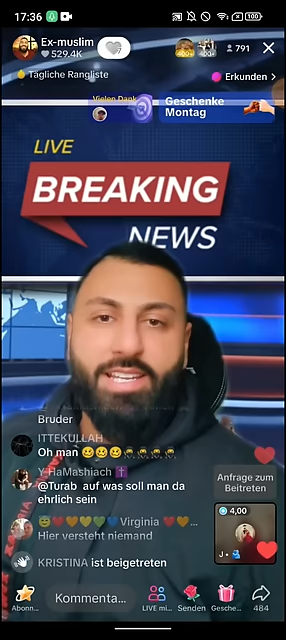 17:36
100
Ex-muslim
529.4K
400+
400+
791
Tägliche Rangliste
Erkunden >
Vielen Dank
Geschenke
Montag
LIVE
BREAKING
NEWS
Bruder
ITTEKULLAH
Oh man
Y-HaMashiach
@Turab auf was soll man da
ehrlich sein
Virginia
Hier versteht niemand
KRISTINA ist beigetreten
Anfrage zum
Beitreten
4,00
J
Abonn...
Kommenta...
LIVE mi...
Senden
Gesche...
484